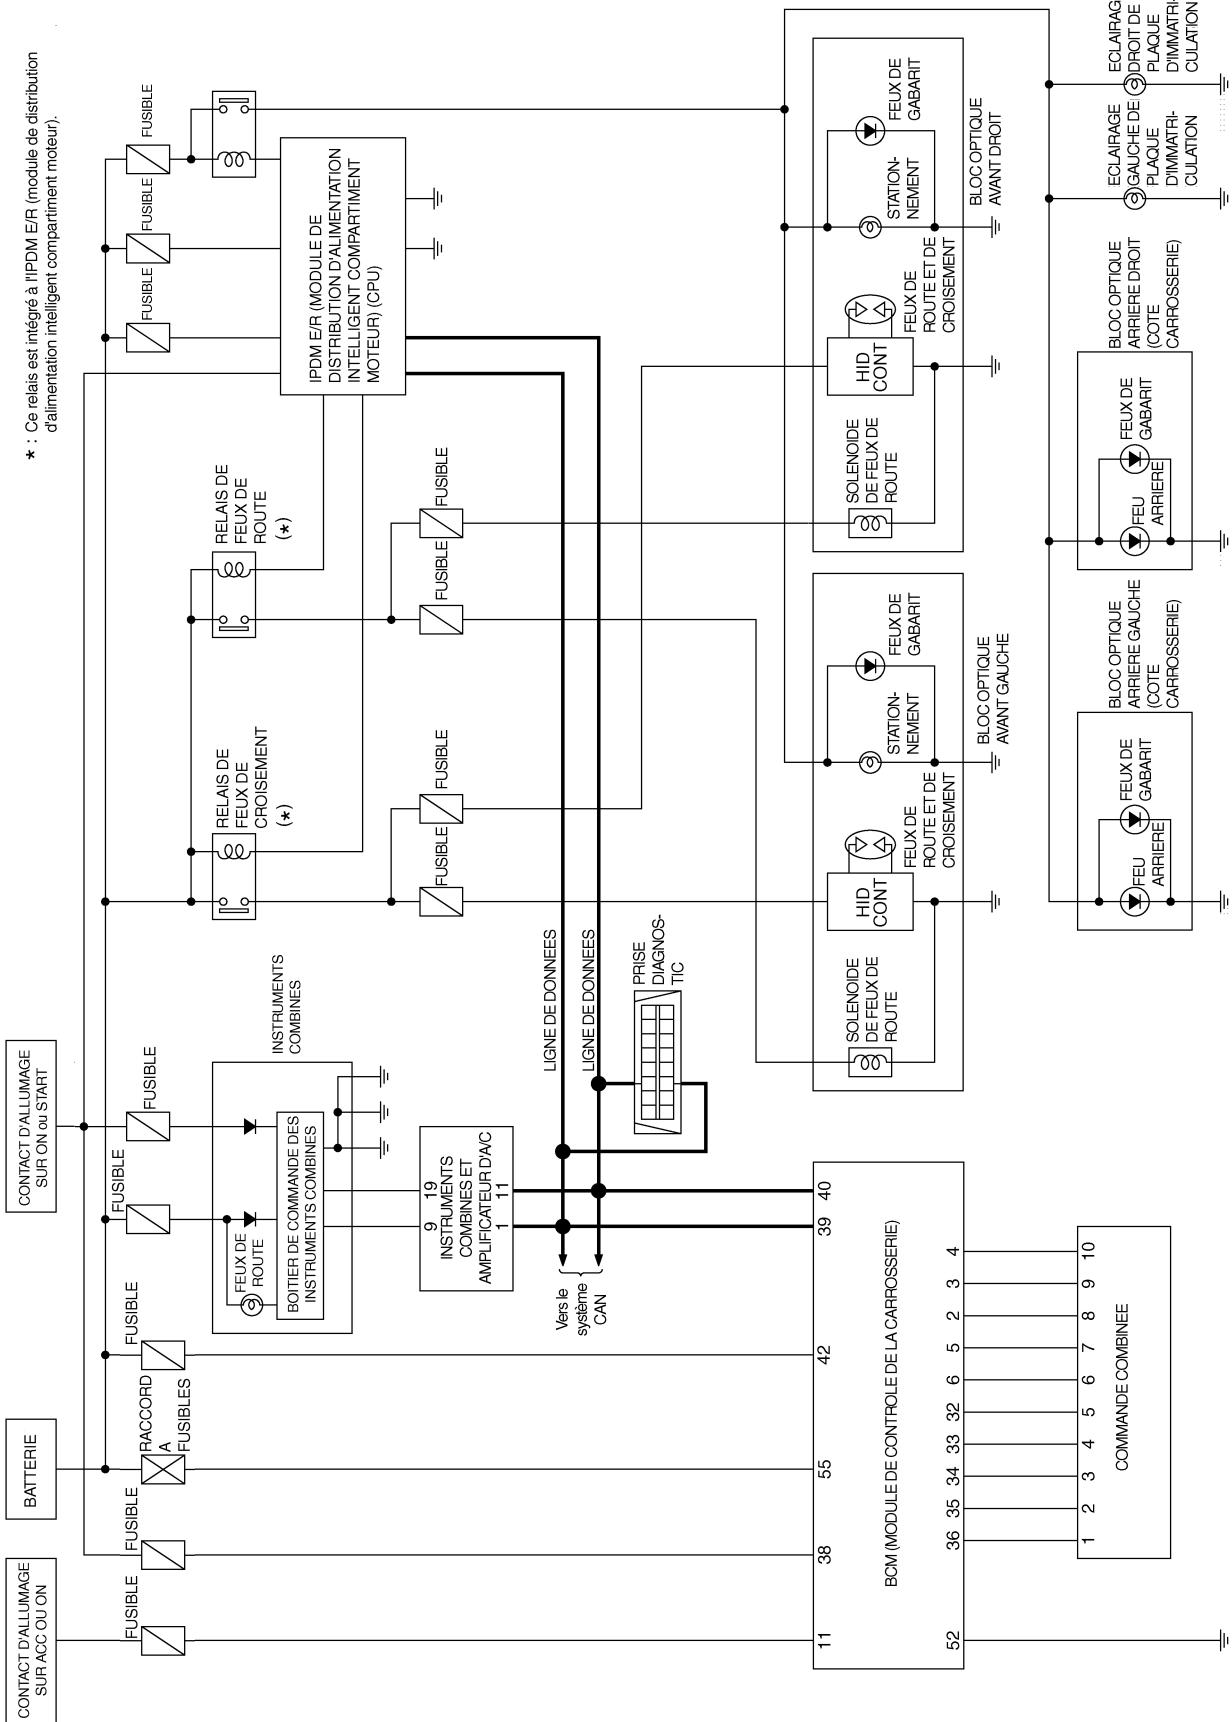 CONTACT D'ALLUMAGE
SUR ACC OU ON
BATTERIE
CONTACT D'ALLUMAGE
SUR ON ou START
* : Ce relais est intégré à l'IPDM E/R (module de distribution
d'alimentation intelligent compartiment moteur).
FUSIBLE
FUSIBLE
RACCORD
A
FUSIBLES
FUSIBLE
FUSIBLE
FUSIBLE
FUSIBLE
FUSIBLE
FUSIBLE
INSTRUMENTS
COMBINES
FEUX DE
ROUTE
BOITIER DE COMMANDE DES
INSTRUMENTS COMBINES
RELAIS DE
FEUX DE
CROISEMENT
(*)
RELAIS DE
FEUX DE
ROUTE
(*)
IPDM E/R (MODULE DE
DISTRIBUTION D'ALIMENTATION
INTELLIGENT COMPARTIMENT
MOTEUR) (CPU)
9 19
INSTRUMENTS
COMBINES ET
AMPLIFICATEUR D'A/C
1 11
FUSIBLE
FUSIBLE
FUSIBLE
FUSIBLE
Vers le
système
CAN
LIGNE DE DONNEES
LIGNE DE DONNEES
PRISE
DIAGNOS-
TIC
11 38 55 42 39 40
BCM (MODULE DE CONTROLE DE LA CARROSSERIE)
52 36 35 34 33 32 6 5 2 3 4
1 2 3 4 5 6 7 8 9 10
COMMANDE COMBINEE
SOLENOIDE
DE FEUX DE
ROUTE
HID
CONT
FEUX DE
ROUTE ET DE
CROISEMENT
STATION-
NEMENT
FEUX DE
GABARIT
BLOC OPTIQUE
AVANT GAUCHE
SOLENOIDE
DE FEUX DE
ROUTE
HID
CONT
FEUX DE
ROUTE ET DE
CROISEMENT
STATION-
NEMENT
FEUX DE
GABARIT
BLOC OPTIQUE
AVANT DROIT
FEU
ARRIERE
FEUX DE
GABARIT
BLOC OPTIQUE
ARRIERE GAUCHE
(COTE
CARROSSERIE)
FEU
ARRIERE
FEUX DE
GABARIT
BLOC OPTIQUE
ARRIERE DROIT
(COTE
CARROSSERIE)
ECLAIRAGE
GAUCHE DE
PLAQUE
D'IMMATRI-
CULATION
ECLAIRAG
DROIT DE
PLAQUE
D'IMMATRI-
CULATION